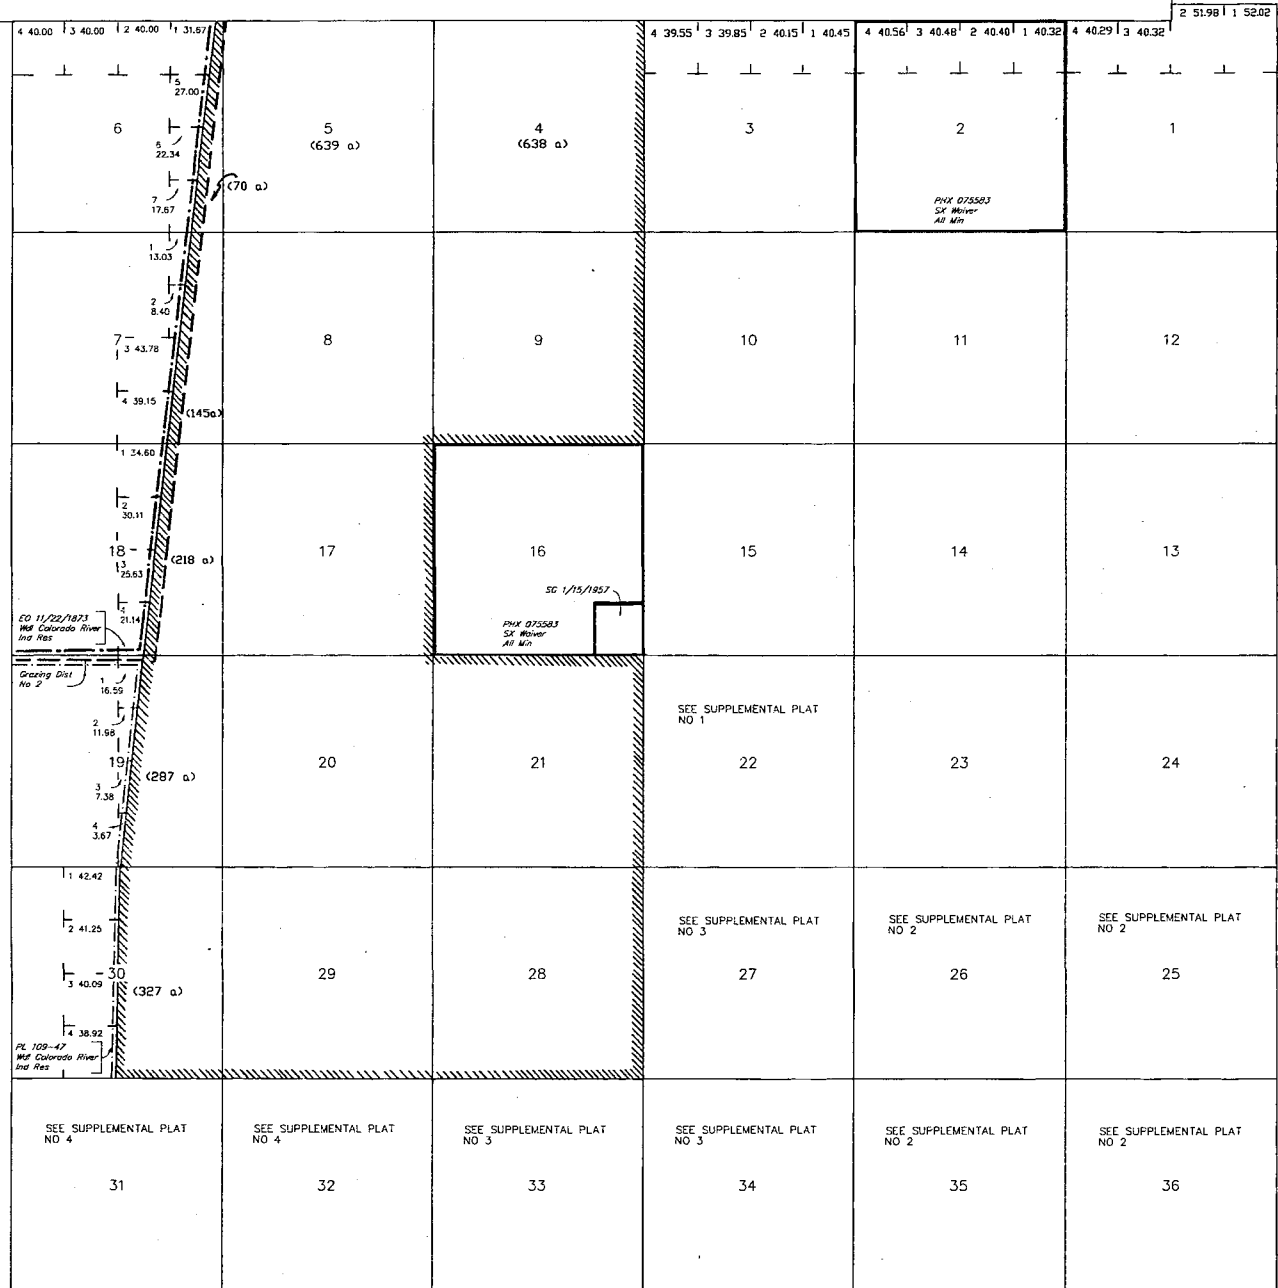 2 51.98 1 52.02
4 40.00 3 40.00 2 40.00 1 31.67
4 39.55 3 39.85 2 40.15 1 40.45
4 40.56 3 40.48 2 40.40 1 40.32
4 40.29 3 40.32
5
27.00
6
5
(639 a)
4
(638 a)
3
2
1
6
22.34
7
17.67
(70 a)
PHX 075583
SX Waiver
All Min
1
13.03
2
8.40
7
3 43.78
8
9
10
11
12
4 39.15
(145a)
1 34.60
2
30.11
18
3
25.63
(218 a)
17
16
15
14
13
SG 1/15/1957
4
21.14
EO 11/22/1873
Wdl Colorado River
Ind Res
PHX 075583
SX Waiver
All Min
Grazing Dist
No 2
1
16.59
2
11.98
SEE SUPPLEMENTAL PLAT
NO 1
19
(287 a)
20
21
22
23
24
3
7.38
4
3.67
1 42.42
2 41.25
SEE SUPPLEMENTAL PLAT
NO 3
SEE SUPPLEMENTAL PLAT
NO 2
SEE SUPPLEMENTAL PLAT
NO 2
3 40.09
30
(327 a)
29
28
27
26
25
4 38.92
PL 109-47
Wdl Colorado River
Ind Res
SEE SUPPLEMENTAL PLAT
NO 4
SEE SUPPLEMENTAL PLAT
NO 4
SEE SUPPLEMENTAL PLAT
NO 3
SEE SUPPLEMENTAL PLAT
NO 3
SEE SUPPLEMENTAL PLAT
NO 2
SEE SUPPLEMENTAL PLAT
NO 2
31
32
33
34
35
36